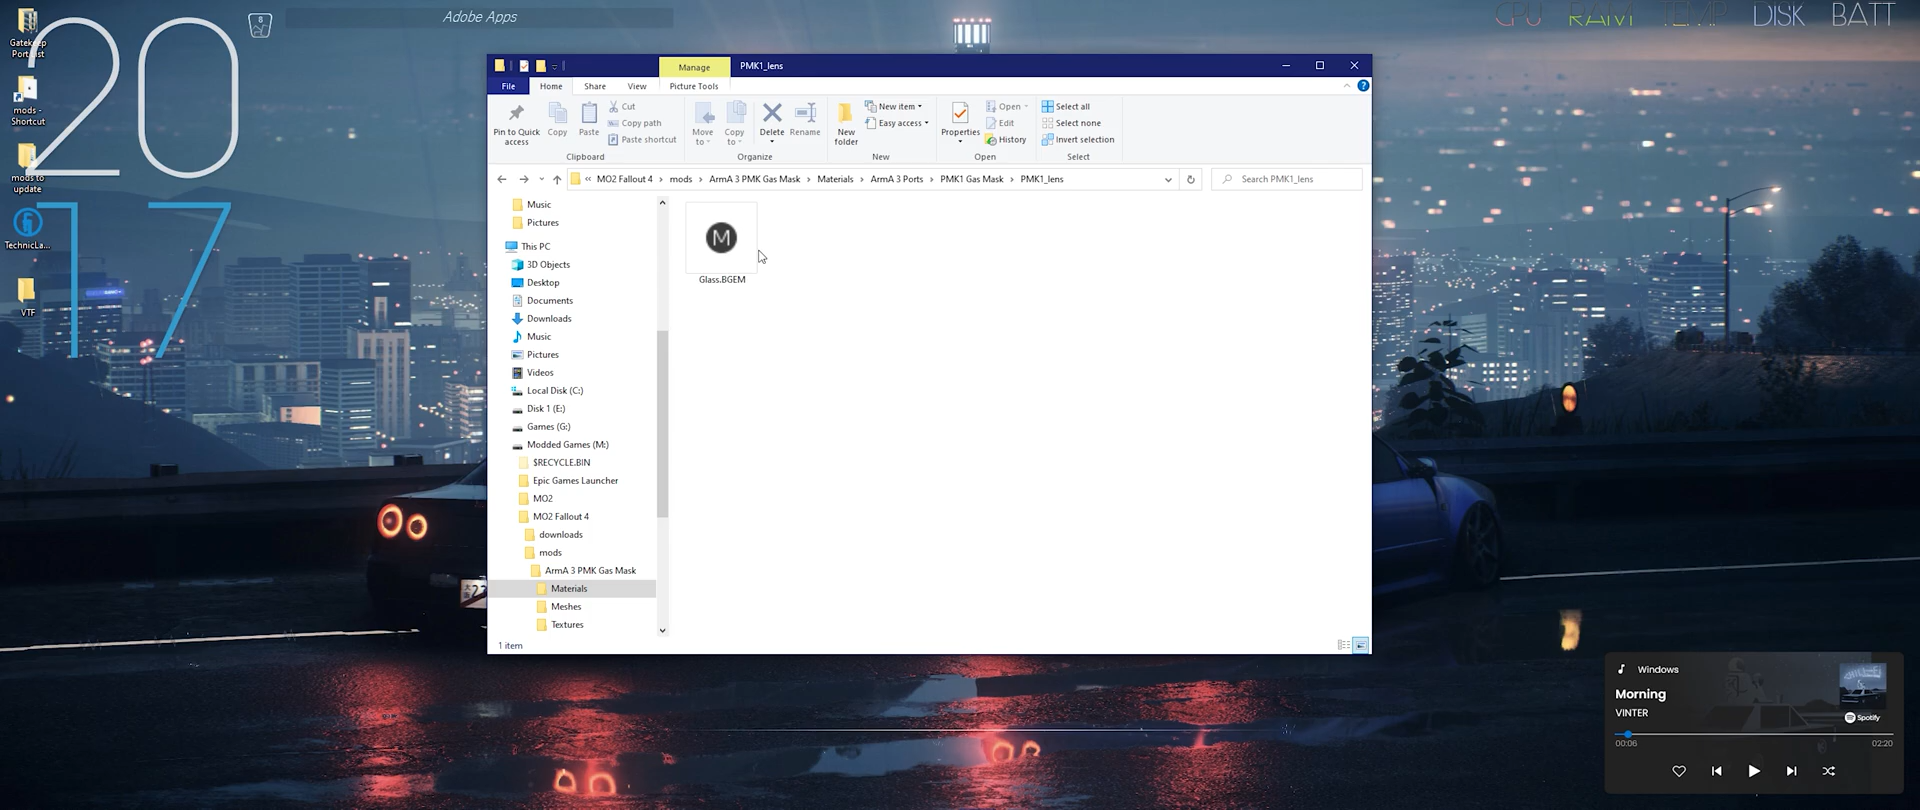 Adobe Apps
CPU RAM TEMP DISK BATT
20
17
8
Gatekeep
mods -
Shortcut
mods to
update
TechnicLa...
VTF
Manage
PMK1_lens
File
Home
Share
View
Picture Tools
Pin to Quick
access
Copy
Paste
Cut
Copy path
Paste shortcut
Clipboard
Move
to
Copy
to
Delete
Rename
Organize
New
folder
New item
Easy access
New
Properties
Open
Edit
History
Open
Select all
Select none
Invert selection
Select
« MO2 Fallout 4 › mods › ArmA 3 PMK Gas Mask › Materials › ArmA 3 Ports › PMK1 Gas Mask › PMK1_lens
Search PMK1_lens
Music
Pictures
This PC
3D Objects
Desktop
Documents
Downloads
Music
Pictures
Videos
Local Disk (C:)
Disk 1 (E:)
Games (G:)
Modded Games (M:)
$RECYCLE.BIN
Epic Games Launcher
MO2
MO2 Fallout 4
downloads
mods
ArmA 3 PMK Gas Mask
Materials
Meshes
Textures
M
Glass.BGEM
1 item
Windows
Morning
VINTER
Spotify
00:06
02:20